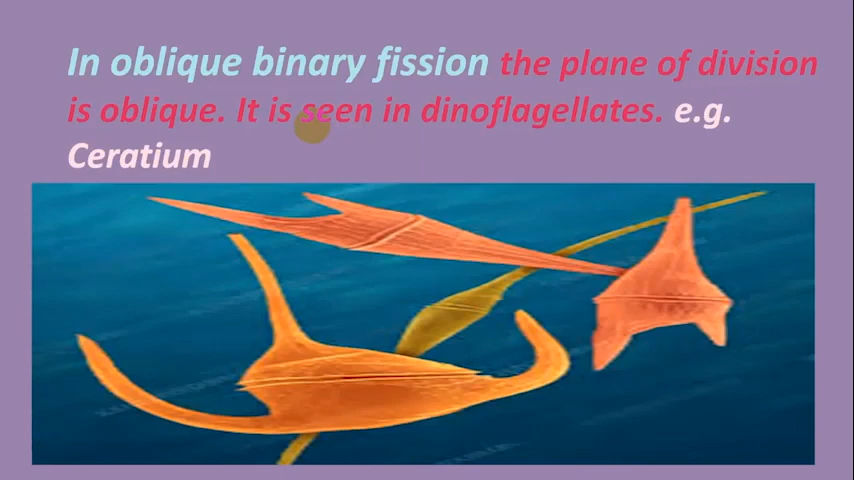 In oblique binary fission the plane of division
is oblique. It is seen in dinoflagellates. e.g.
Ceratium